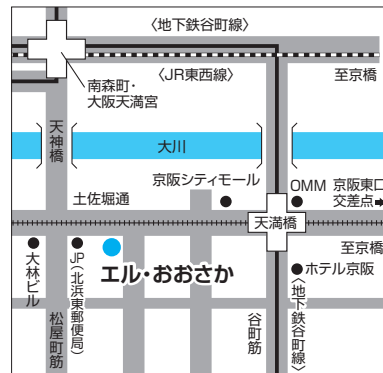 〈地下鉄谷町線〉
〈JR東西線〉
至京橋
南森町・
大阪天満宮
天神橋
大川
京阪シティモール
OMM
京阪東口
交差点
土佐堀通
天満橋
至京橋
大林ビル
JP（北浜東郵便局）
エル・おおさか
ホテル京阪
松屋町筋
谷町筋
〈地下鉄谷町線〉